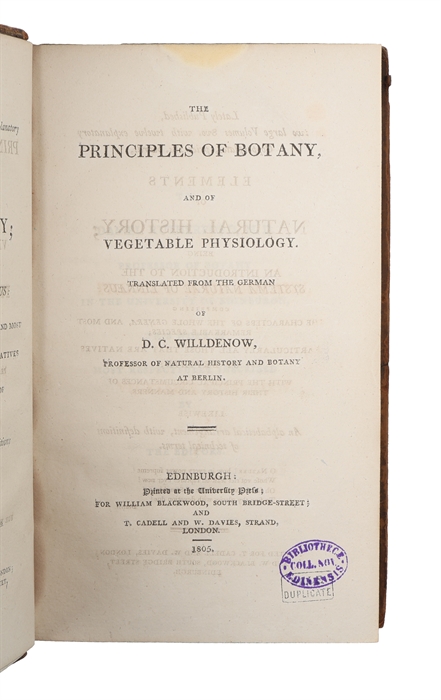 THE
PRINCIPLES OF BOTANY,
AND OF
VEGETABLE PHYSIOLOGY.
TRANSLATED FROM THE GERMAN
OF
D. C. WILLDENOW,
PROFESSOR OF NATURAL HISTORY AND BOTANY
AT BERLIN.
EDINBURGH:
Printed at the University Press;
FOR WILLIAM BLACKWOOD, SOUTH BRIDGE-STREET;
AND
T. CADELL AND W. DAVIES, STRAND,
LONDON.
1805.
BIBLIOTHECA
COLL. NOV.
EDINENSIS
DUPLICATE